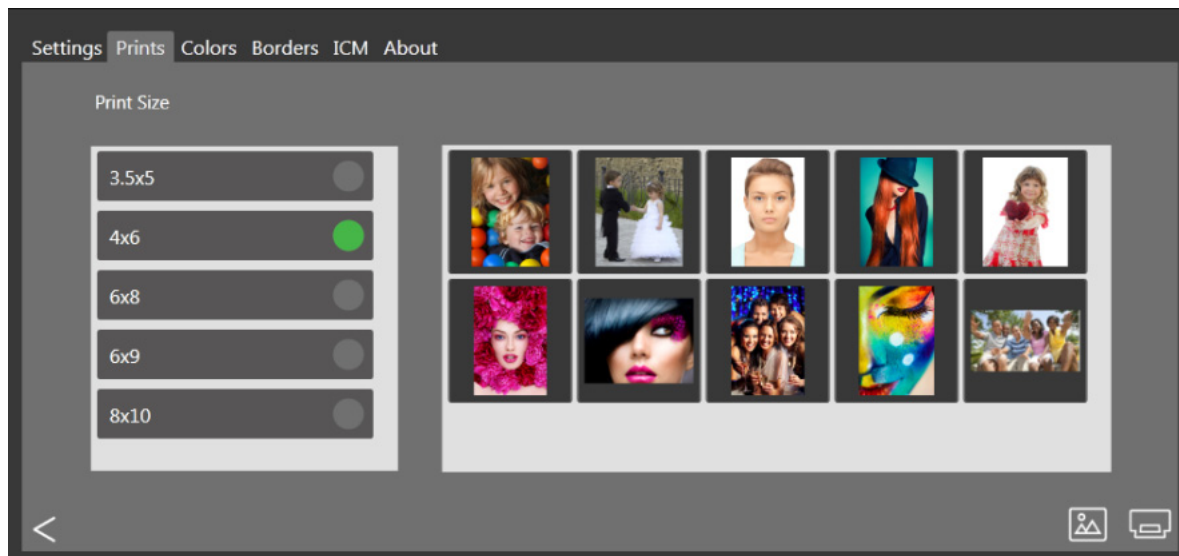 Settings Prints Colors Borders ICM About
Print Size
3.5x5
4x6
6x8
6x9
8x10